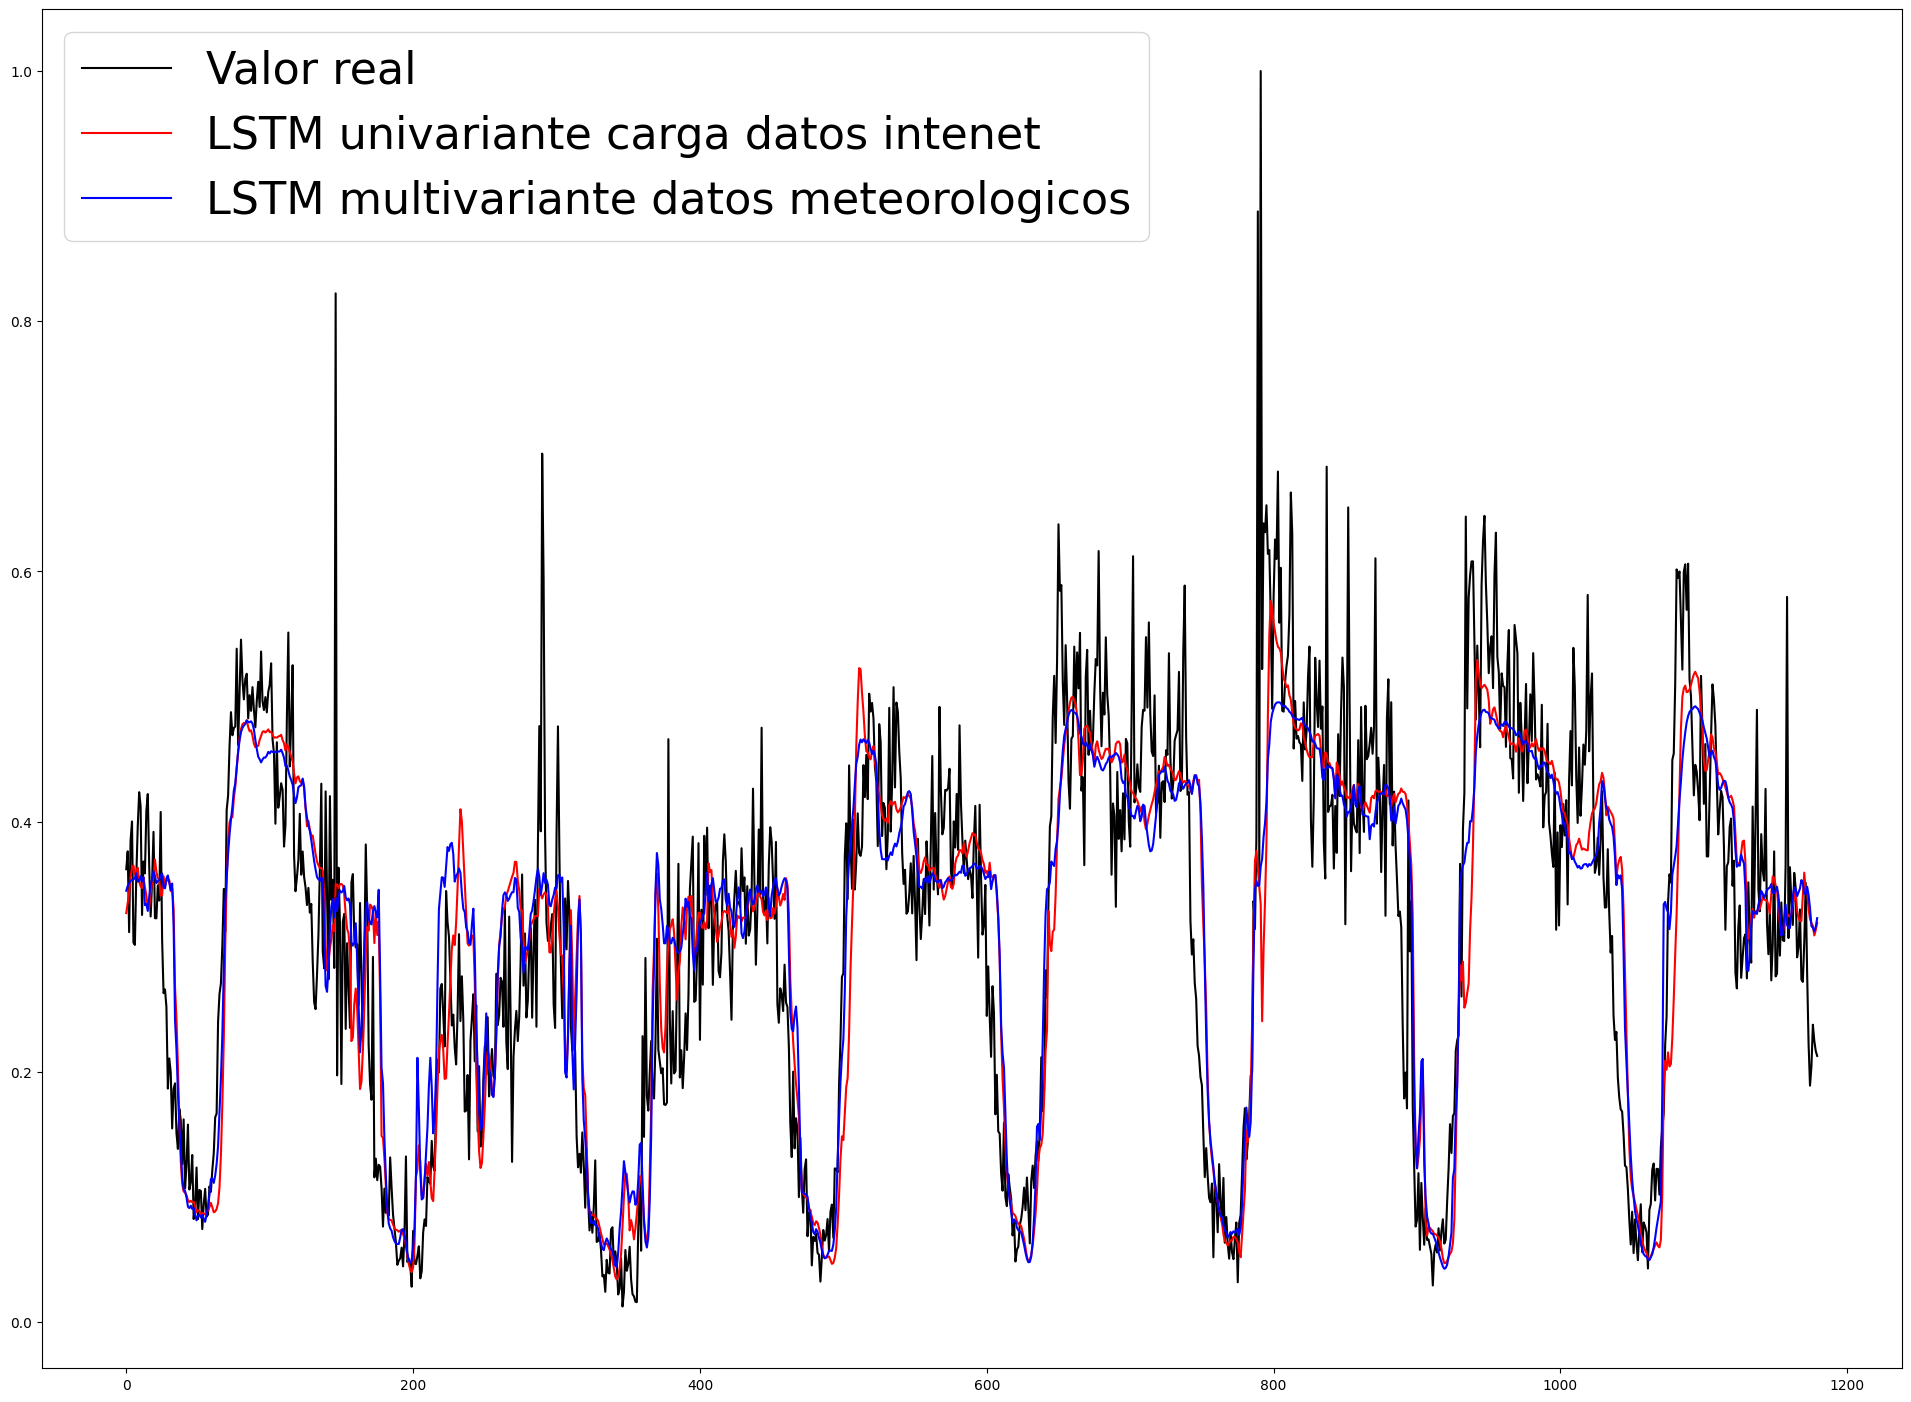 Valor real
LSTM univariante carga datos intenet
LSTM multivariante datos meteorologicos
1.0
0.8
0.6
0.4
0.2
0.0
0 200 400 600 800 1000 1200